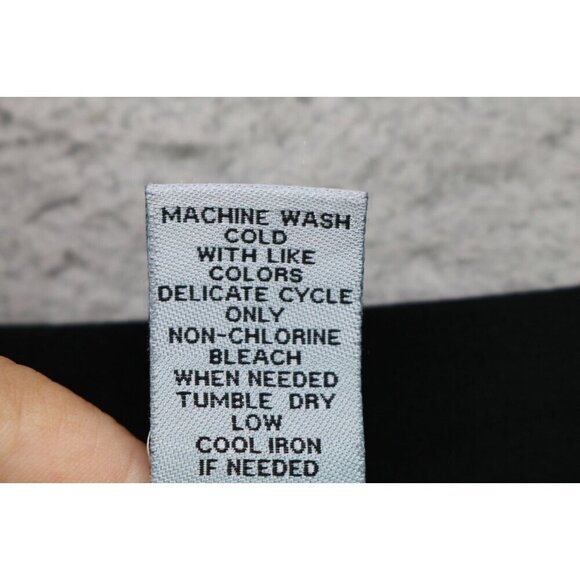 MACHINE WASH
COLD
WITH LIKE
COLORS
DELICATE CYCLE
ONLY
NON-CHLORINE
BLEACH
WHEN NEEDED
TUMBLE DRY
LOW
COOL IRON
IF NEEDED